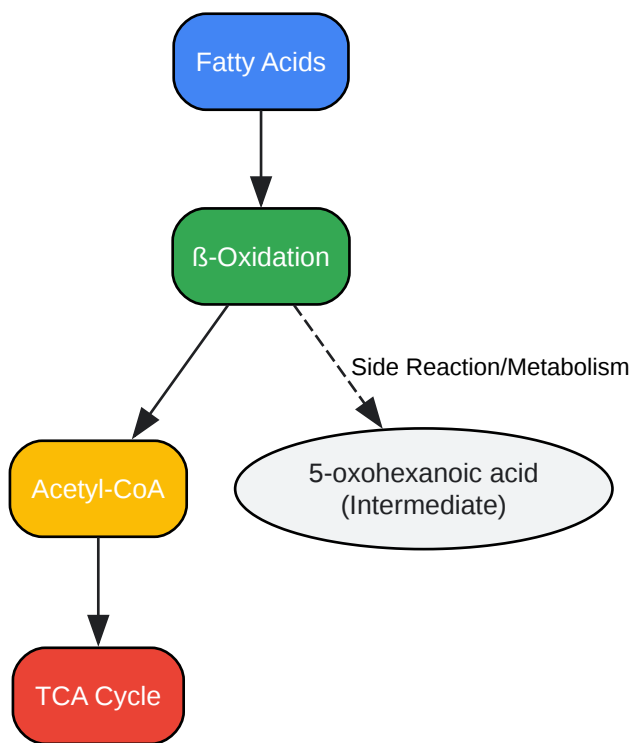 Fatty Acids
ß-Oxidation
Side Reaction/Metabolism
Acetyl-CoA
5-oxohexanoic acid
(Intermediate)
TCA Cycle